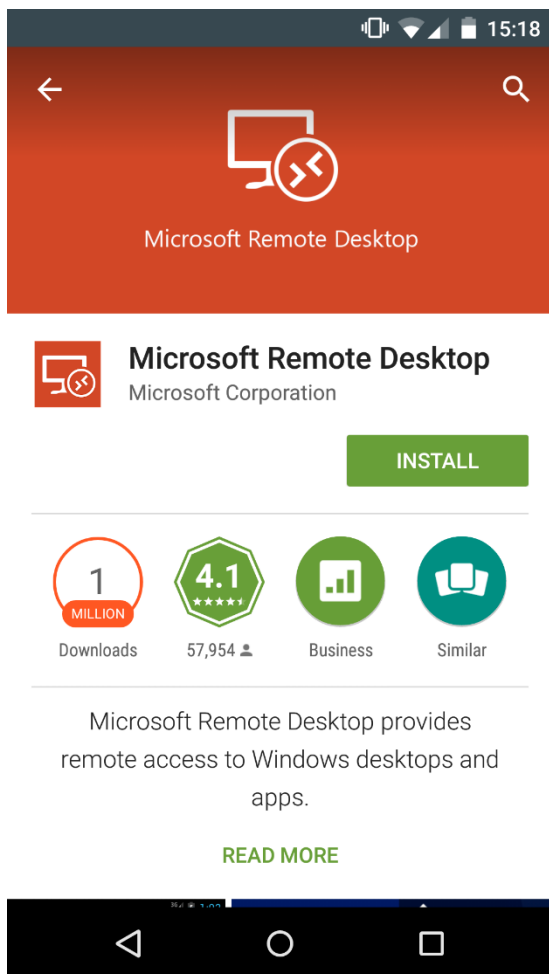 15:18
Microsoft Remote Desktop
Microsoft Remote Desktop
Microsoft Corporation
INSTALL
1
MILLION
Downloads
4.1
57,954
Business
Similar
Microsoft Remote Desktop provides
remote access to Windows desktops and
apps.
READ MORE